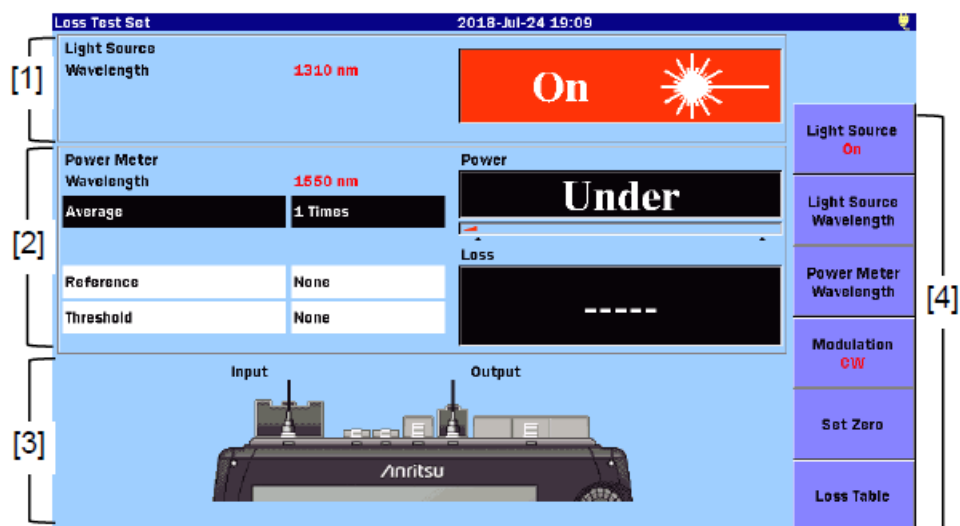 Loss Test Set 2018-Jul-24 19:09
[1]
Light Source
Wavelength 1310 nm
On
[2]
Power Meter
Wavelength 1550 nm
Average 1 Times
Reference None
Threshold None
Power
Under
Loss
-----
[3]
Input Output
Anritsu
[4]
Light Source
On
Light Source
Wavelength
Power Meter
Wavelength
Modulation
CW
Set Zero
Loss Table